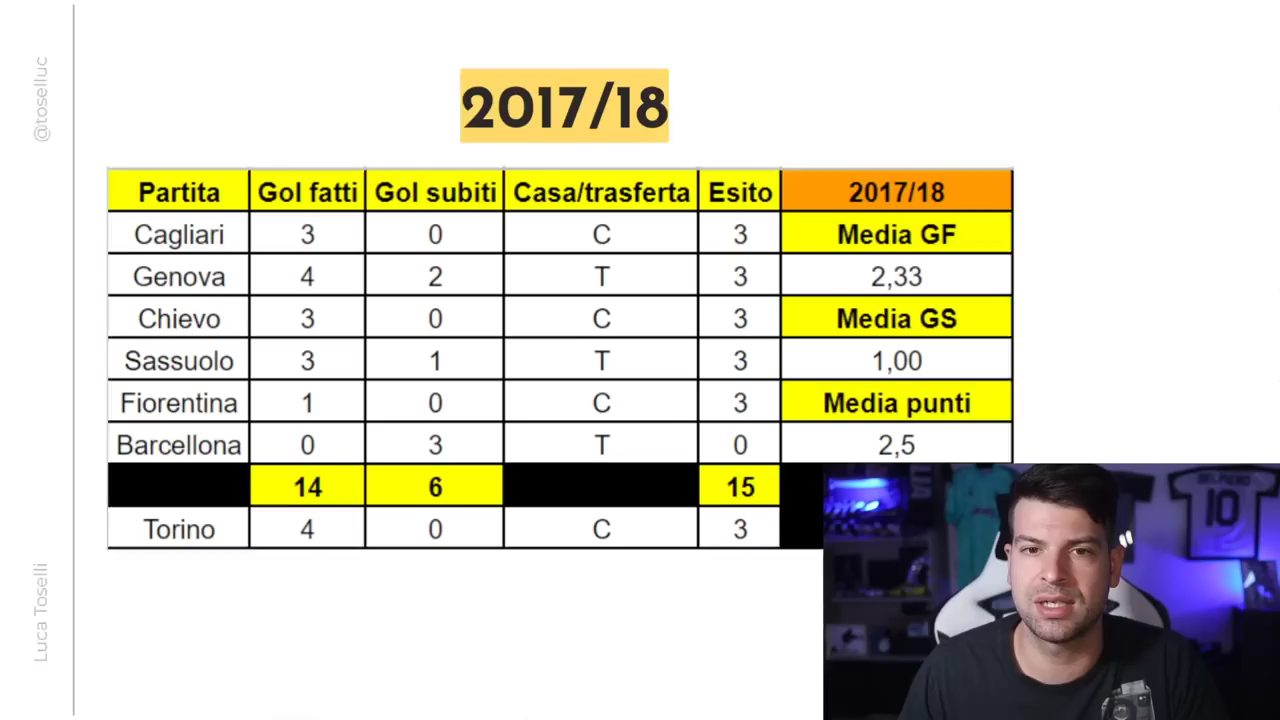 @toselluc
Luca Toselli
2017/18
Partita Gol fatti Gol subiti Casa/trasferta Esito 2017/18
Cagliari 3 0 C 3 Media GF
Genova 4 2 T 3 2,33
Chievo 3 0 C 3 Media GS
Sassuolo 3 1 T 3 1,00
Fiorentina 1 0 C 3 Media punti
Barcellona 0 3 T 0 2,5
14 6 15
Torino 4 0 C 3
10